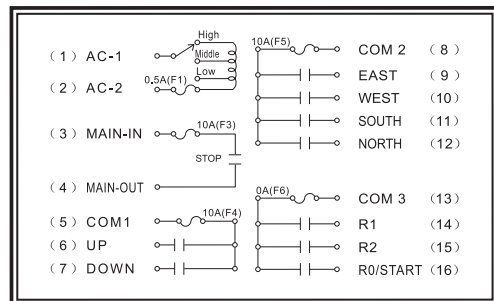 High
10A(F5)
COM 2 (8)
(1) AC-1
Middle
EAST (9)
Low
0.5A(F1)
(2) AC-2
WEST (10)
SOUTH (11)
(3) MAIN-IN
10A(F3)
NORTH (12)
STOP
(4) MAIN-OUT
0A(F6)
COM 3 (13)
(5) COM1
10A(F4)
R1 (14)
(6) UP
R2 (15)
(7) DOWN
R0/START (16)